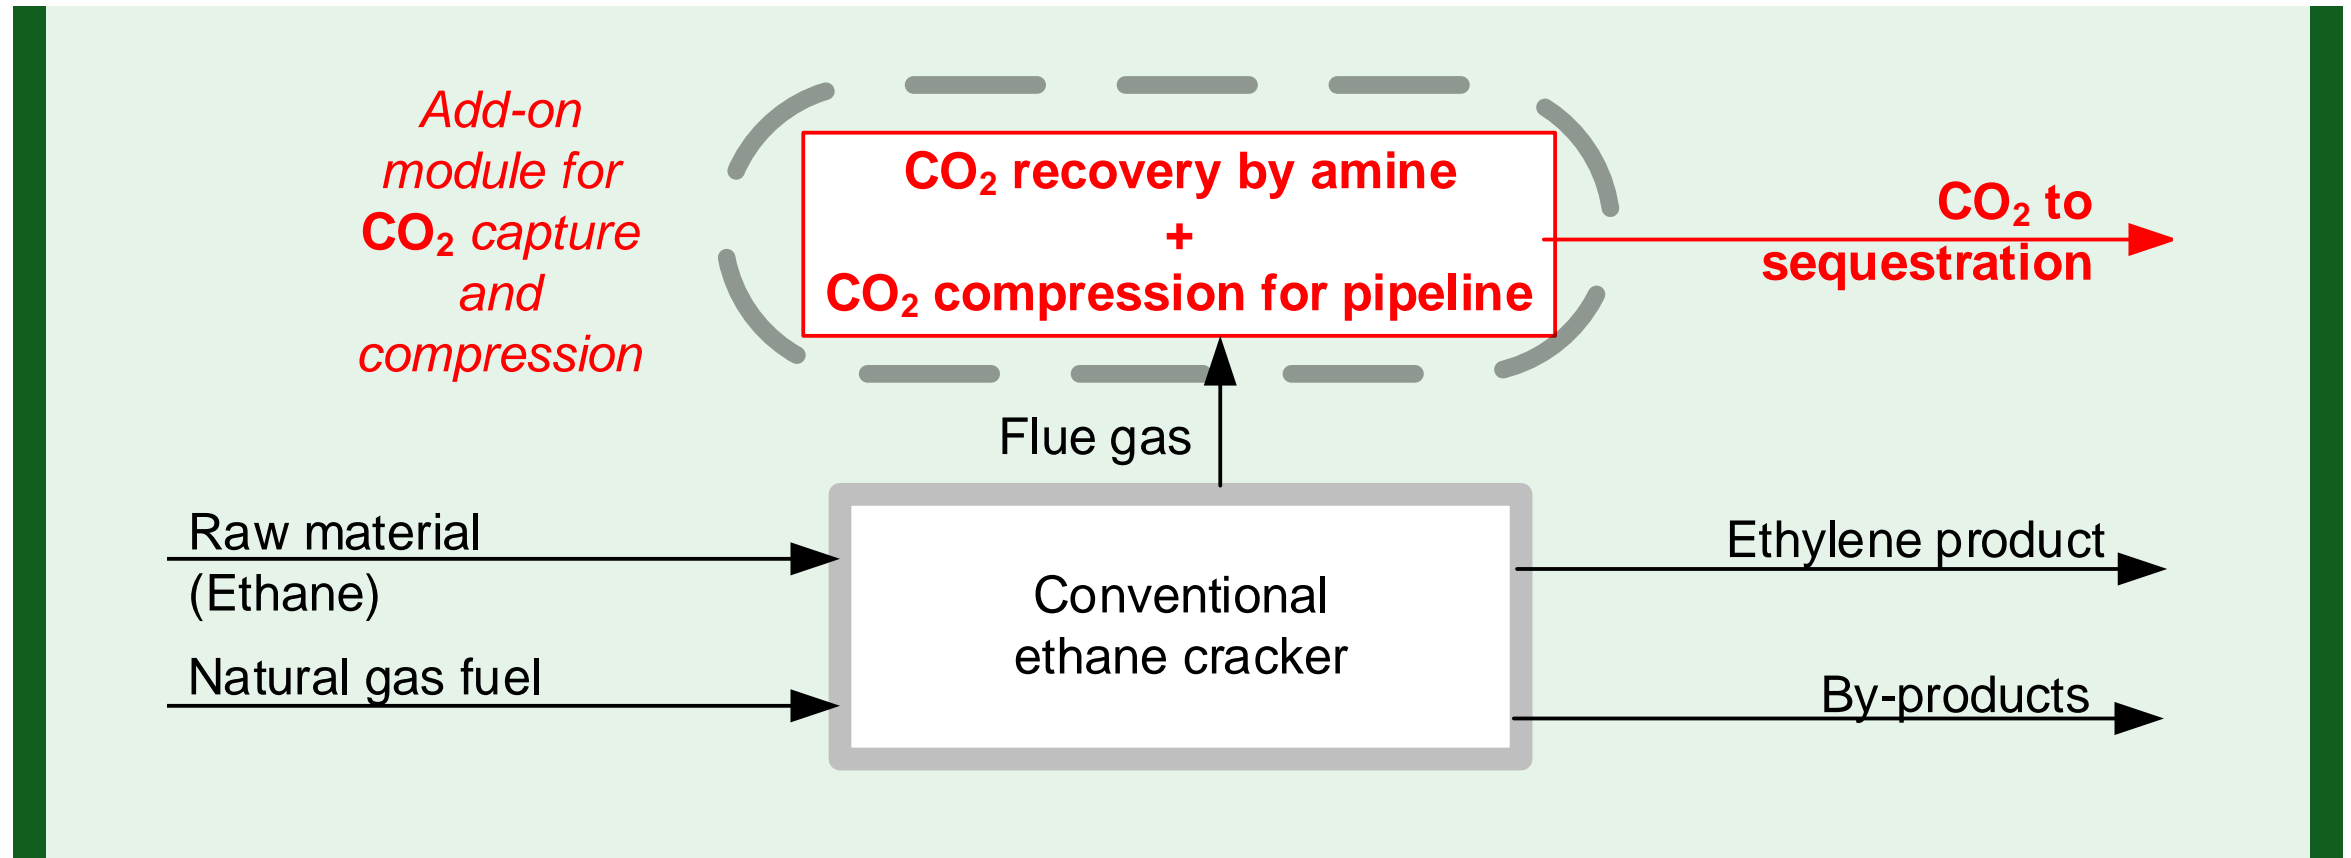 Add-on
module for
CO₂ capture
and
compression
CO₂ recovery by amine
+
CO₂ compression for pipeline
CO₂ to
sequestration
Flue gas
Raw material
(Ethane)
Natural gas fuel
Conventional
ethane cracker
Ethylene product
By-products